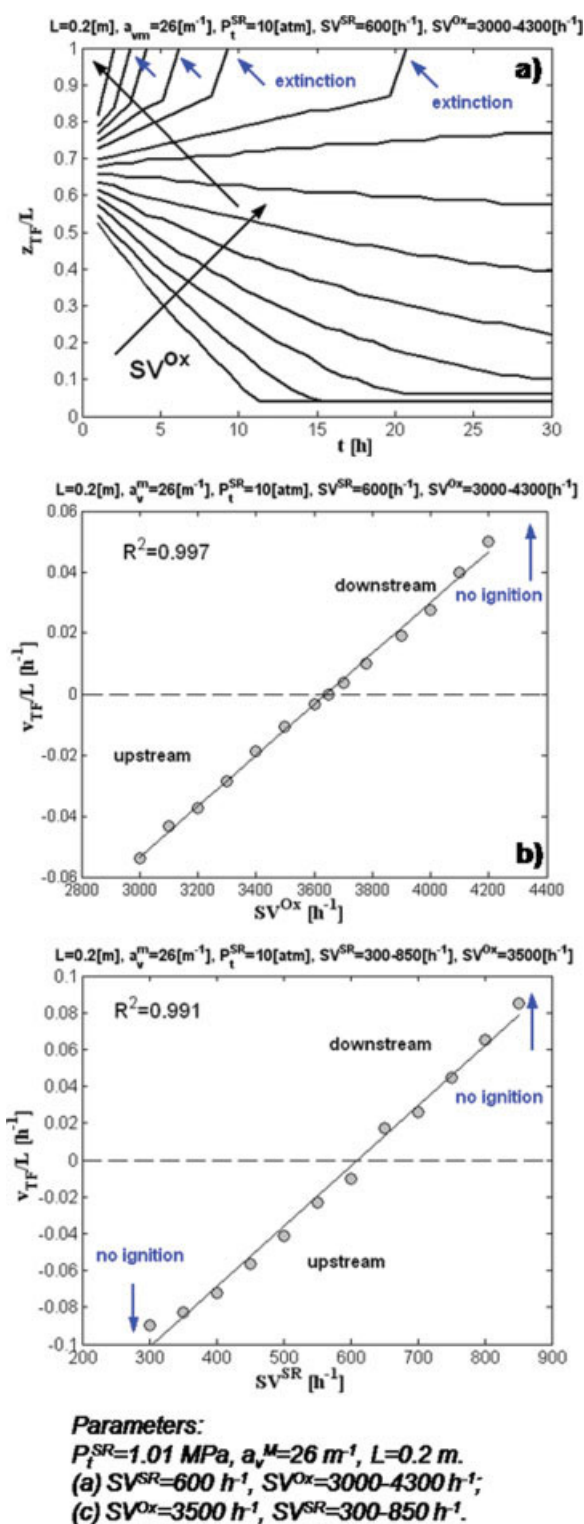 L=0.2[m], a_vm=26[m^-1], P_t^SR=10[atm], SV^SR=600[h^-1], SV^Ox=3000-4300[h^-1]
a)
extinction
extinction
1
0.9
0.8
0.7
0.6
0.5
0.4
0.3
0.2
0.1
0
z_TF/L
SV^Ox
0 5 10 15 20 25 30
t [h]
L=0.2[m], a_v^m=26[m^-1], P_t^SR=10[atm], SV^SR=600[h^-1], SV^Ox=3000-4300[h^-1]
R^2=0.997
downstream
no ignition
upstream
0.06
0.04
0.02
0
-0.02
-0.04
-0.06
v_TF/L [h^-1]
b)
2800 3000 3200 3400 3600 3800 4000 4200 4400
SV^Ox [h^-1]
L=0.2[m], a_v^m=26[m^-1], P_t^SR=10[atm], SV^SR=300-850[h^-1], SV^Ox=3500[h^-1]
R^2=0.991
downstream
no ignition
no ignition
upstream
0.1
0.08
0.06
0.04
0.02
0
-0.02
-0.04
-0.06
-0.08
-0.1
v_TF/L [h^-1]
200 300 400 500 600 700 800 900
SV^SR [h^-1]
Parameters:
P_t^SR=1.01 MPa, a_v^M=26 m^-1, L=0.2 m.
(a) SV^SR=600 h^-1, SV^Ox=3000-4300 h^-1;
(c) SV^Ox=3500 h^-1, SV^SR=300-850 h^-1.